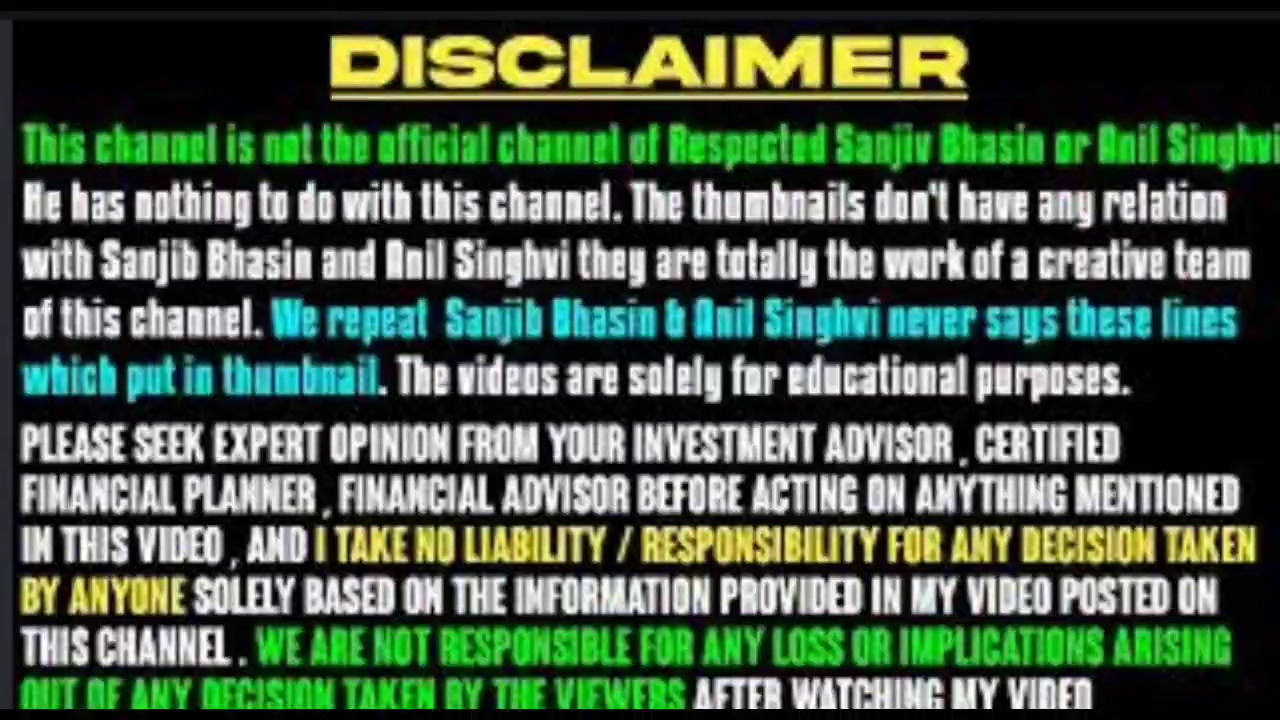 DISCLAIMER
This channel is not the official channel of Respected Sanjiv Bhasin or Anil Singhvi
He has nothing to do with this channel. The thumbnails don't have any relation
with Sanjib Bhasin and Anil Singhvi they are totally the work of a creative team
of this channel. We repeat Sanjib Bhasin & Anil Singhvi never says these lines
which put in thumbnail. The videos are solely for educational purposes.
PLEASE SEEK EXPERT OPINION FROM YOUR INVESTMENT ADVISOR , CERTIFIED
FINANCIAL PLANNER , FINANCIAL ADVISOR BEFORE ACTING ON ANYTHING MENTIONED
IN THIS VIDEO , AND I TAKE NO LIABILITY / RESPONSIBILITY FOR ANY DECISION TAKEN
BY ANYONE SOLELY BASED ON THE INFORMATION PROVIDED IN MY VIDEO POSTED ON
THIS CHANNEL . WE ARE NOT RESPONSIBLE FOR ANY LOSS OR IMPLICATIONS ARISING
OUT OF ANY DECISION TAKEN BY THE VIEWERS AFTER WATCHING MY VIDEO